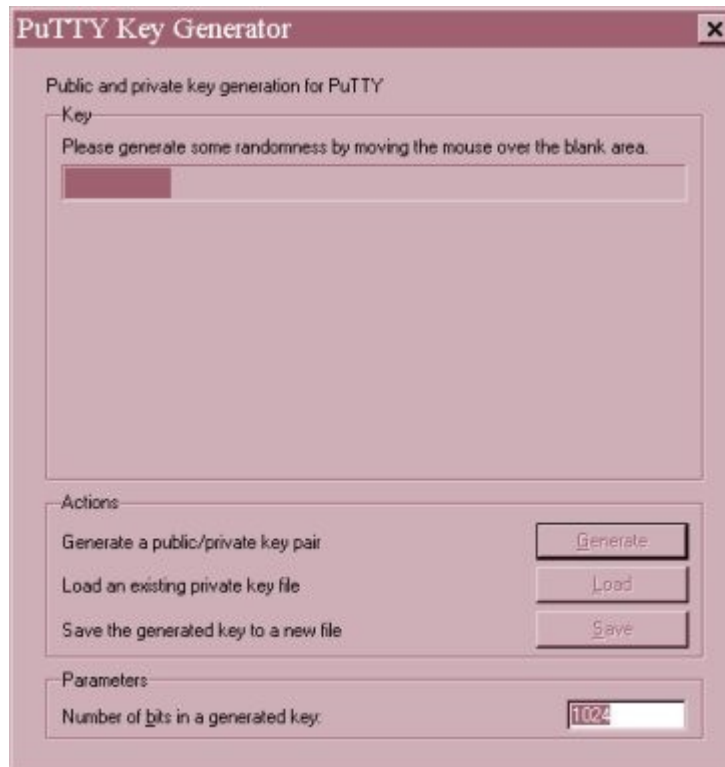 PuTTY Key Generator
Public and private key generation for PuTTY
Key
Please generate some randomness by moving the mouse over the blank area.
Actions
Generate a public/private key pair
Generate
Load an existing private key file
Load
Save the generated key to a new file
Save
Parameters
Number of bits in a generated key:
1024